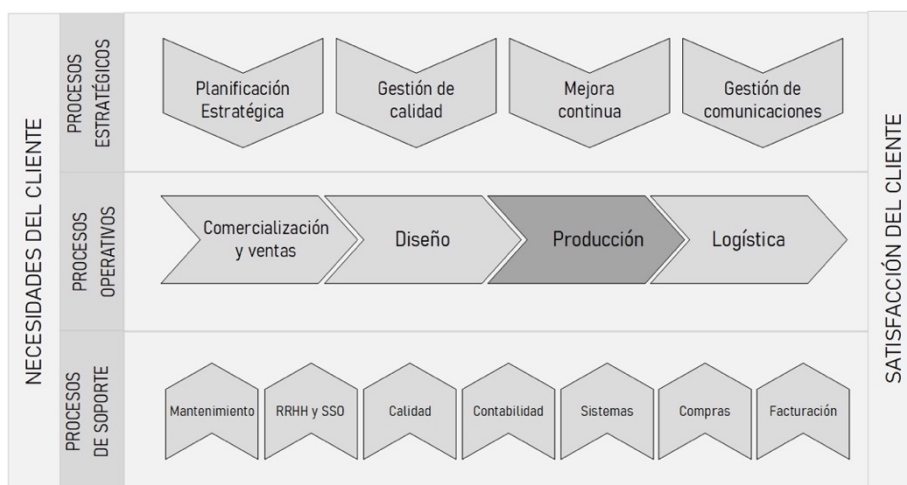 NECESIDADES DEL CLIENTE
PROCESOS
ESTRATÉGICOS
Planificación
Estratégica
Gestión de
calidad
Mejora
continua
Gestión de
comunicaciones
PROCESOS
OPERATIVOS
Comercialización
y ventas
Diseño
Producción
Logística
PROCESOS
DE SOPORTE
Mantenimiento
RRHH y SSO
Calidad
Contabilidad
Sistemas
Compras
Facturación
SATISFACCIÓN DEL CLIENTE